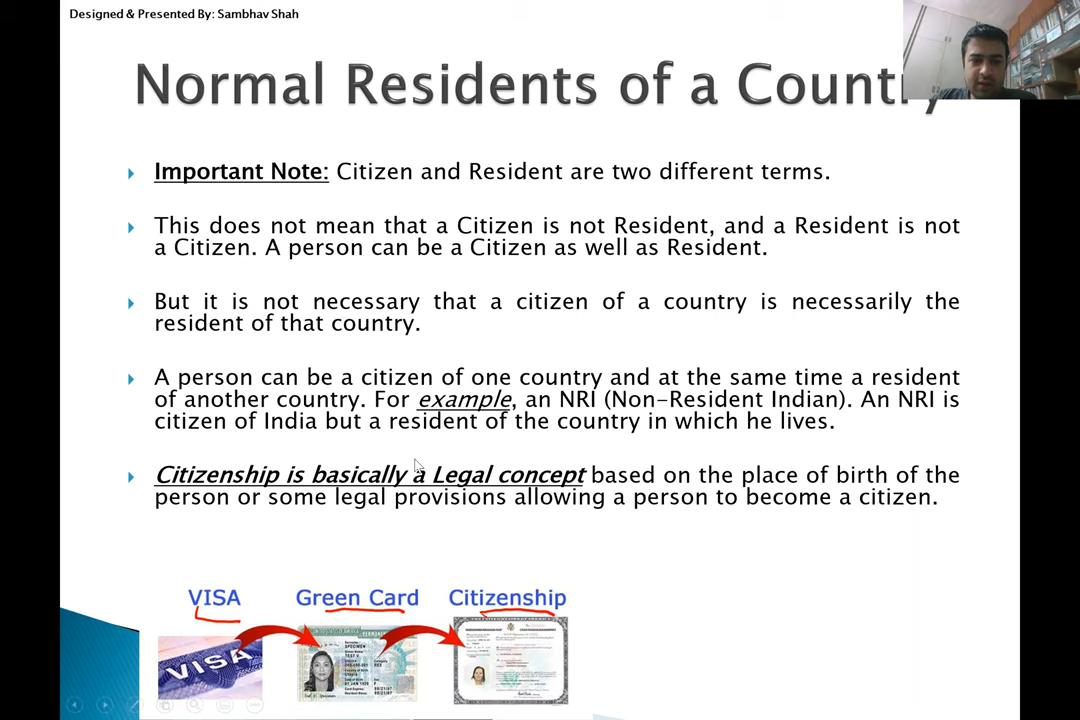 Designed & Presented By: Sambhav Shah
Normal Residents of a Country
Important Note: Citizen and Resident are two different terms.
This does not mean that a Citizen is not Resident, and a Resident is not
a Citizen. A person can be a Citizen as well as Resident.
But it is not necessary that a citizen of a country is necessarily the
resident of that country.
A person can be a citizen of one country and at the same time a resident
of another country. For example, an NRI (Non-Resident Indian). An NRI is
citizen of India but a resident of the country in which he lives.
Citizenship is basically a Legal concept based on the place of birth of the
person or some legal provisions allowing a person to become a citizen.
VISA Green Card Citizenship
VISA
SPECIMEN
TEST V